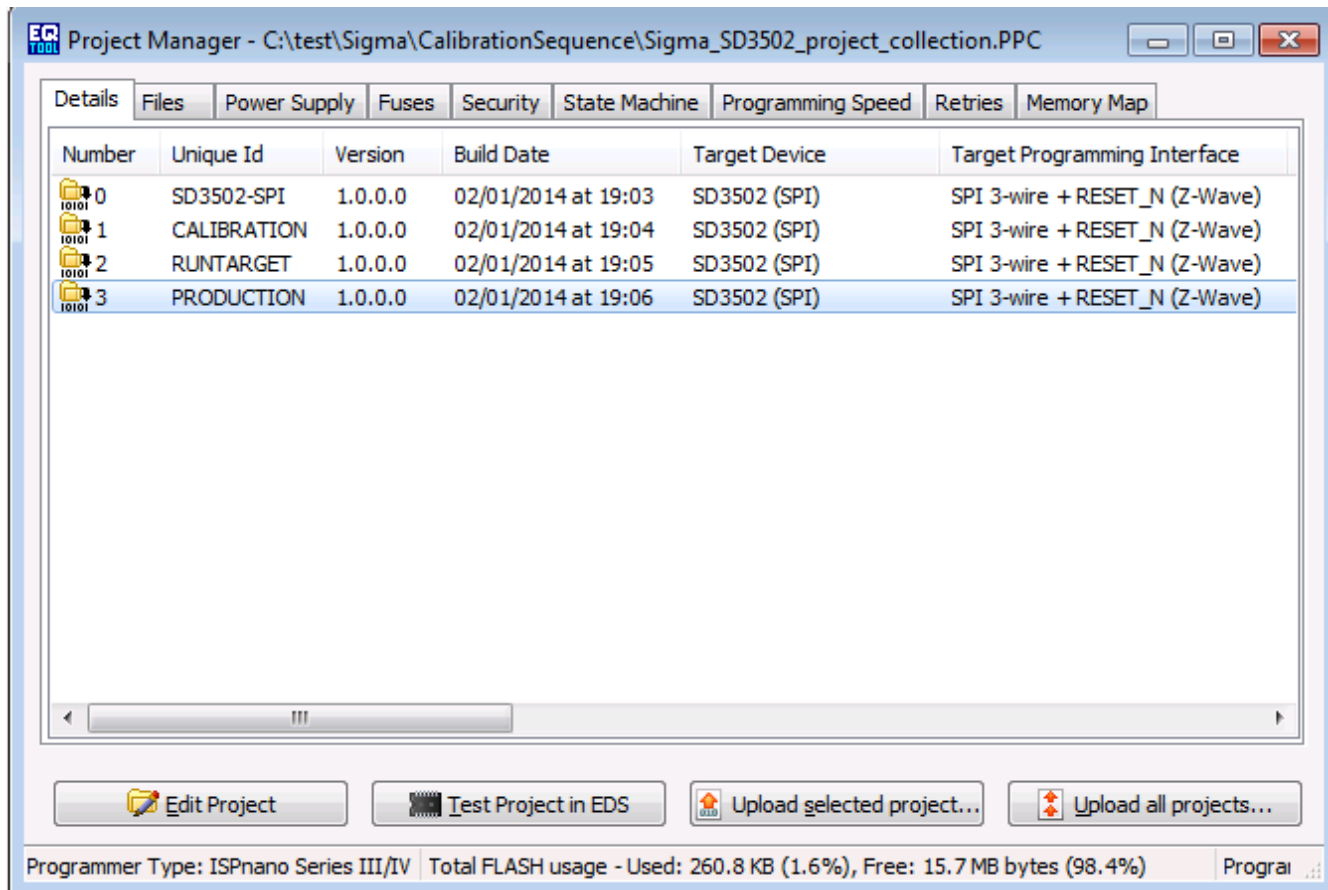 EQ TOOL Project Manager - C:\test\Sigma\CalibrationSequence\Sigma_SD3502_project_collection.PPC
Details Files Power Supply Fuses Security State Machine Programming Speed Retries Memory Map
Number Unique Id Version Build Date Target Device Target Programming Interface
0 SD3502-SPI 1.0.0.0 02/01/2014 at 19:03 SD3502 (SPI) SPI 3-wire + RESET_N (Z-Wave)
1 CALIBRATION 1.0.0.0 02/01/2014 at 19:04 SD3502 (SPI) SPI 3-wire + RESET_N (Z-Wave)
2 RUNTARGET 1.0.0.0 02/01/2014 at 19:05 SD3502 (SPI) SPI 3-wire + RESET_N (Z-Wave)
3 PRODUCTION 1.0.0.0 02/01/2014 at 19:06 SD3502 (SPI) SPI 3-wire + RESET_N (Z-Wave)
Edit Project Test Project in EDS Upload selected project... Upload all projects...
Programmer Type: ISPnano Series III/IV Total FLASH usage - Used: 260.8 KB (1.6%), Free: 15.7 MB bytes (98.4%) Progra